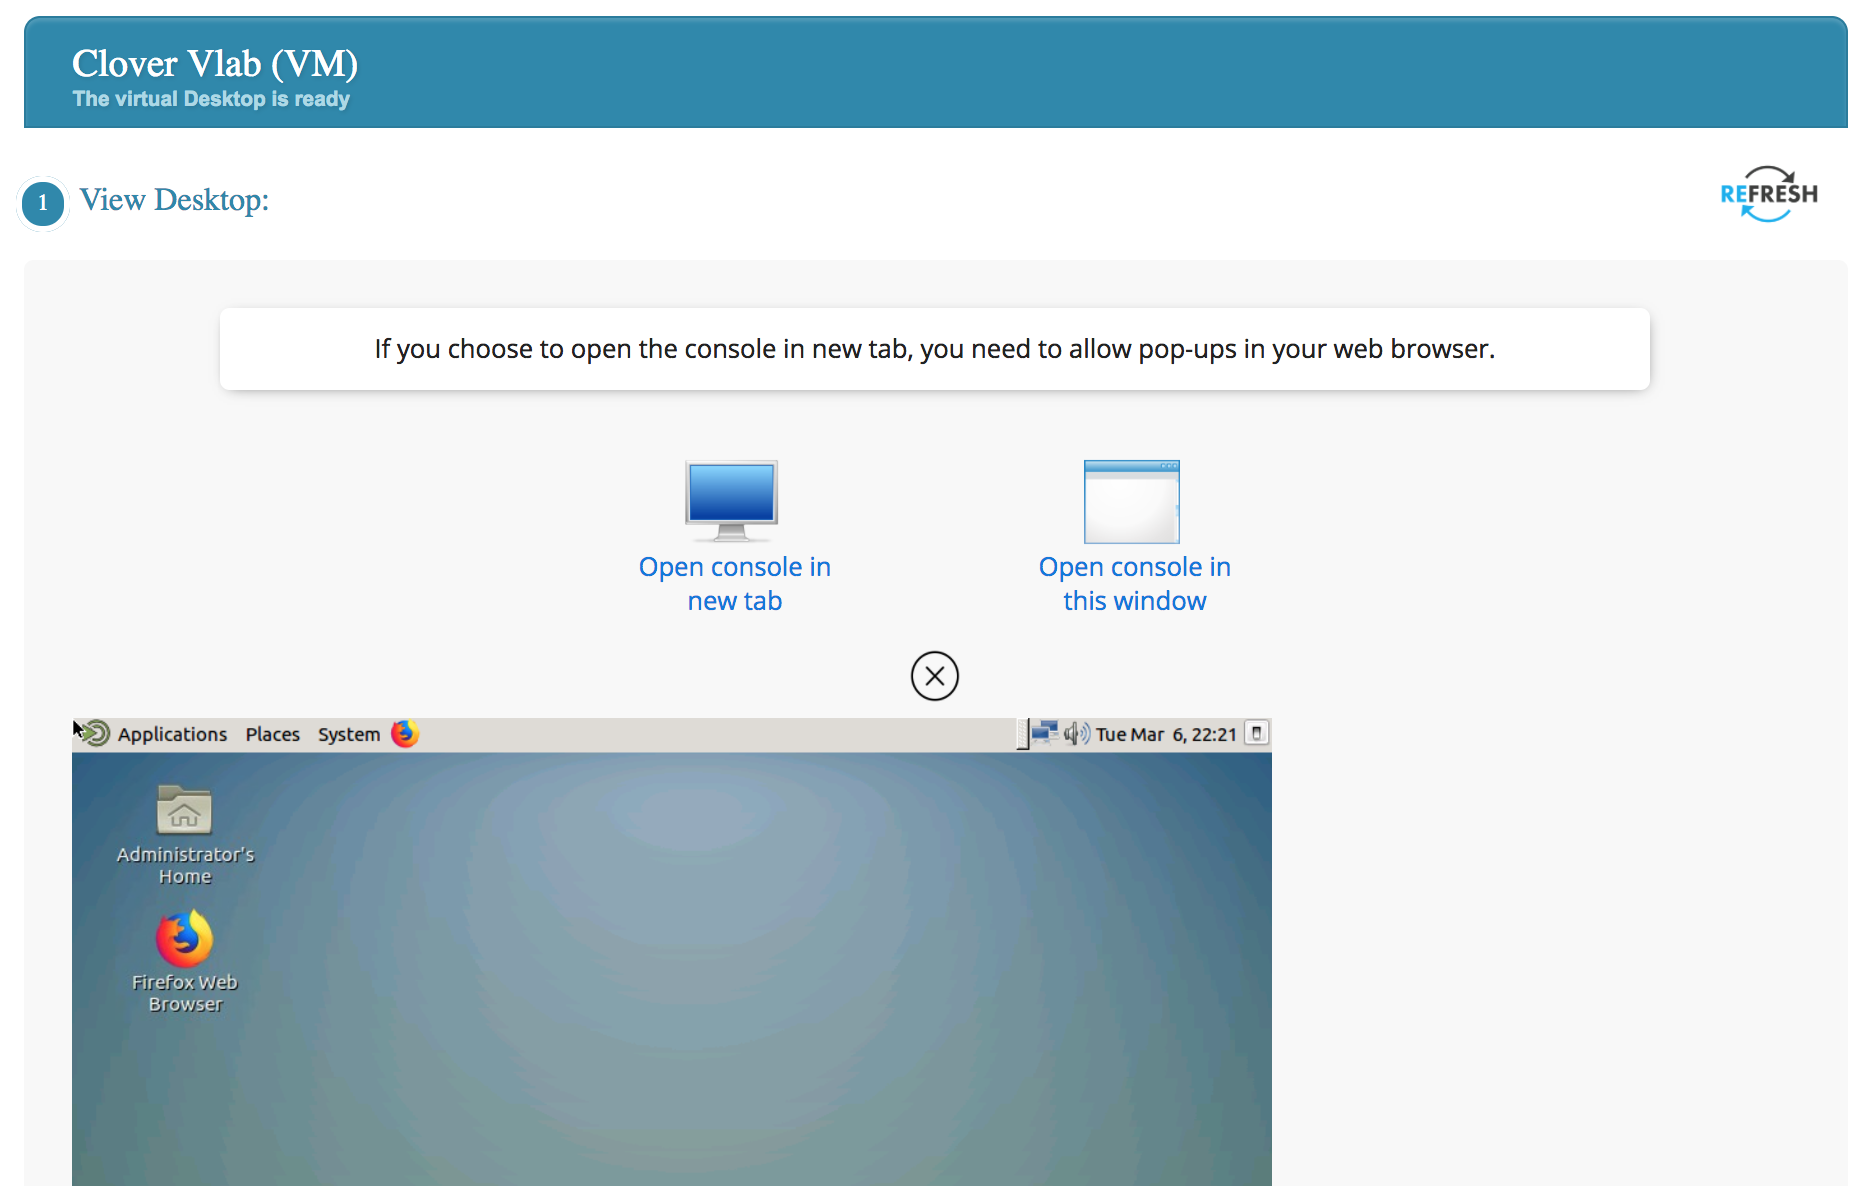 Clover Vlab (VM)
The virtual Desktop is ready
1 View Desktop:
REFRESH
If you choose to open the console in new tab, you need to allow pop-ups in your web browser.
Open console in
new tab
Open console in
this window
Applications Places System Tue Mar 6, 22:21
Administrator's
Home
Firefox Web
Browser